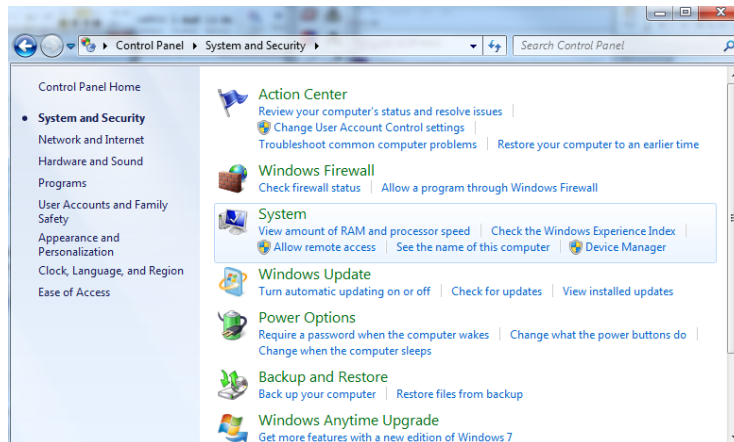 Control Panel ▸ System and Security ▸
Search Control Panel
Control Panel Home
System and Security
Network and Internet
Hardware and Sound
Programs
User Accounts and Family
Safety
Appearance and
Personalization
Clock, Language, and Region
Ease of Access
Action Center
Review your computer's status and resolve issues
Change User Account Control settings
Troubleshoot common computer problems Restore your computer to an earlier time
Windows Firewall
Check firewall status Allow a program through Windows Firewall
System
View amount of RAM and processor speed Check the Windows Experience Index
Allow remote access See the name of this computer Device Manager
Windows Update
Turn automatic updating on or off Check for updates View installed updates
Power Options
Require a password when the computer wakes Change what the power buttons do
Change when the computer sleeps
Backup and Restore
Back up your computer Restore files from backup
Windows Anytime Upgrade
Get more features with a new edition of Windows 7